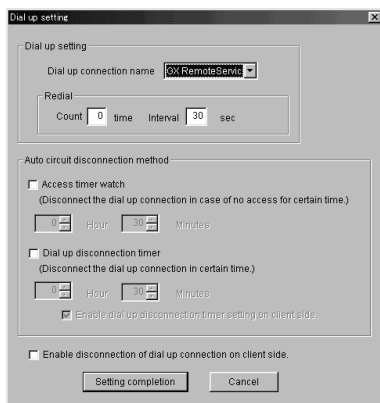 Dial up setting
Dial up setting
Dial up connection name GX RemoteServic
Redial
Count 0 time Interval 30 sec
Auto circuit disconnection method
Access timer watch
(Disconnect the dial up connection in case of no access for certain time.)
0 Hour 30 Minutes
Dial up disconnection timer
(Disconnect the dial up connection in certain time.)
0 Hour 30 Minutes
Enable dial up disconnection timer setting on client side.
Enable disconnection of dial up connection on client side.
Setting completion Cancel